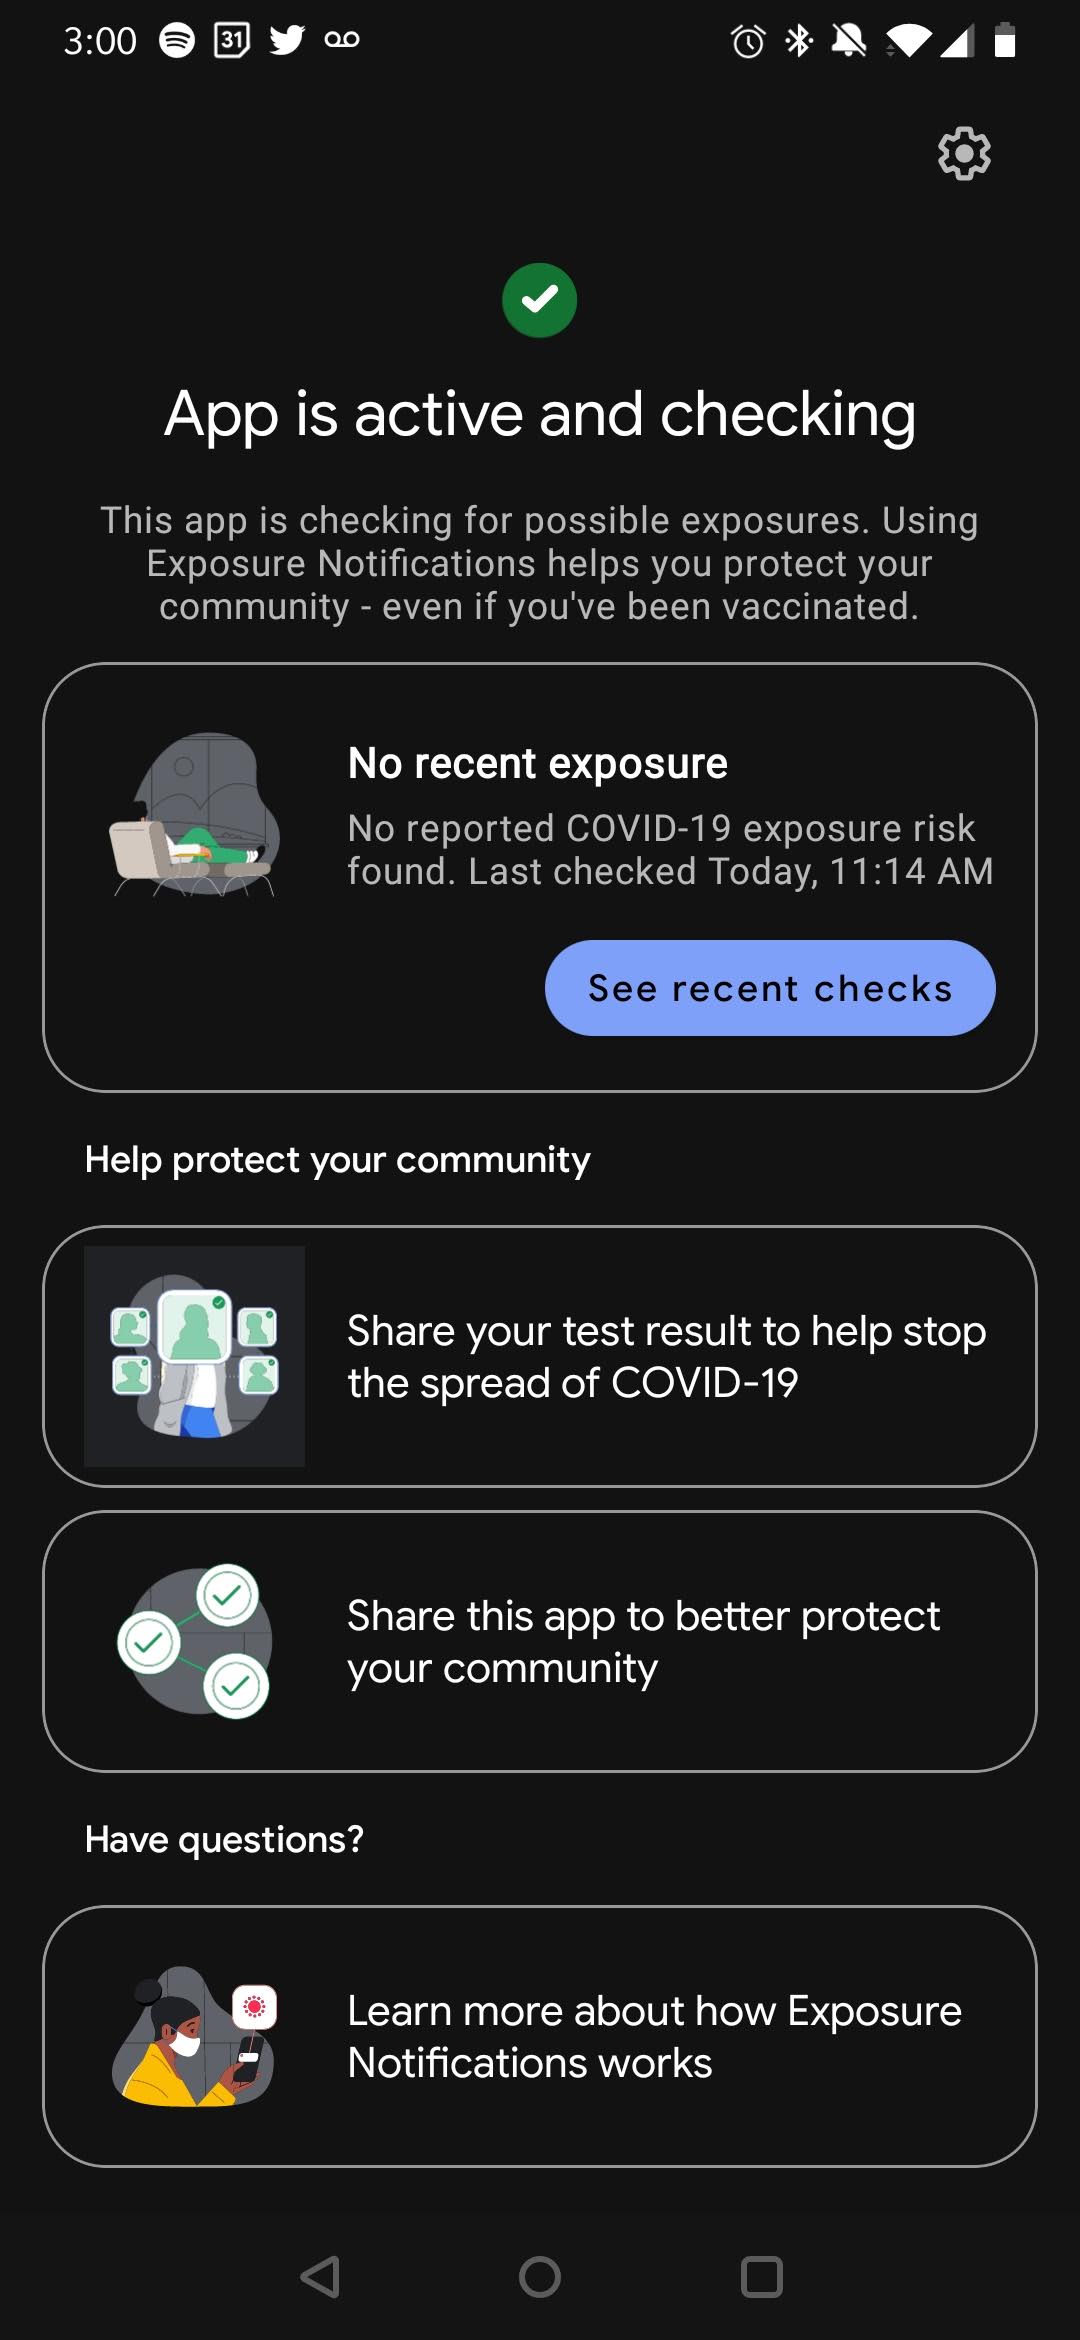 3:00
31
App is active and checking
This app is checking for possible exposures. Using
Exposure Notifications helps you protect your
community - even if you've been vaccinated.
No recent exposure
No reported COVID-19 exposure risk
found. Last checked Today, 11:14 AM
See recent checks
Help protect your community
Share your test result to help stop
the spread of COVID-19
Share this app to better protect
your community
Have questions?
Learn more about how Exposure
Notifications works